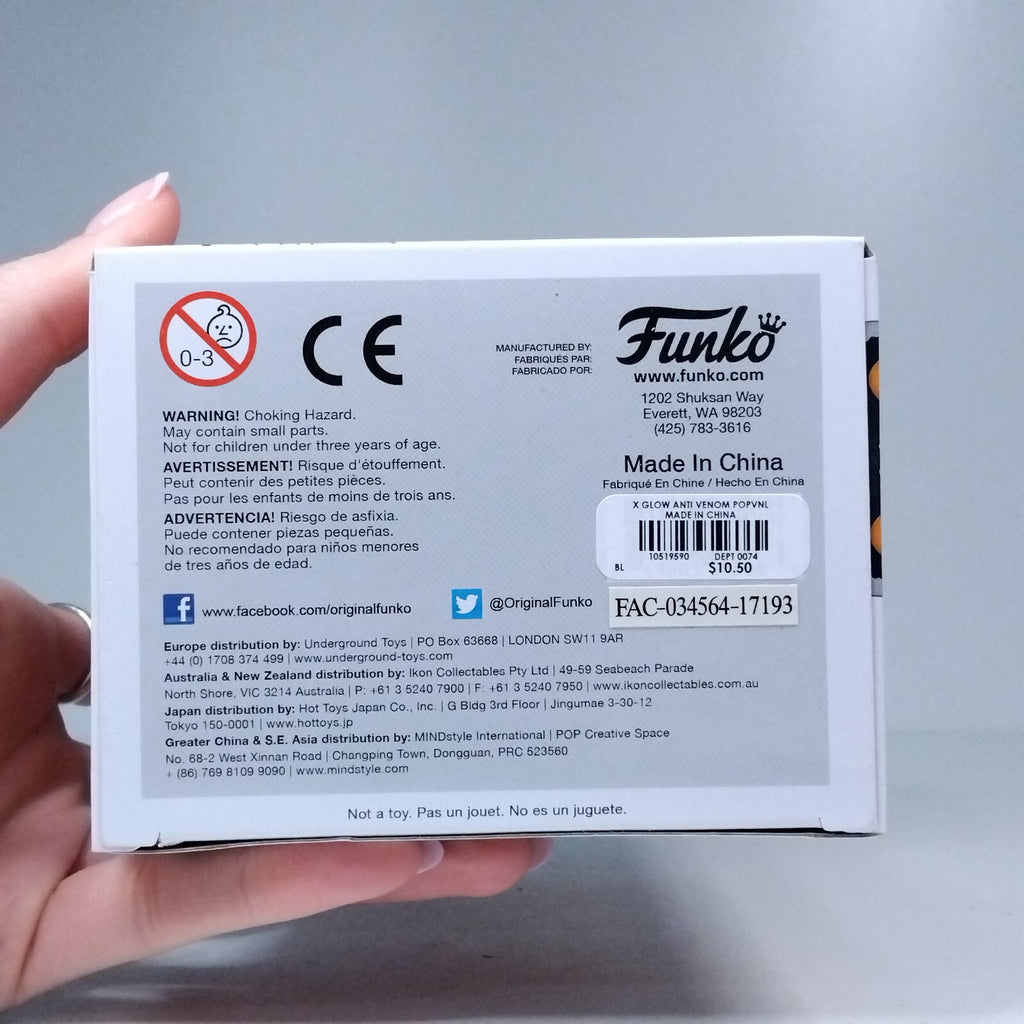 0-3
CE
MANUFACTURED BY:
FABRIQUÉS PAR:
FABRICADO POR:
Funko
www.funko.com
1202 Shuksan Way
Everett, WA 98203
(425) 783-3616
Made In China
Fabriqué En Chine / Hecho En China
WARNING! Choking Hazard.
May contain small parts.
Not for children under three years of age.
AVERTISSEMENT! Risque d'étouffement.
Peut contenir des petites pièces.
Pas pour les enfants de moins de trois ans.
ADVERTENCIA! Riesgo de asfixia.
Puede contener piezas pequeñas.
No recomendado para niños menores
de tres años de edad.
X GLOW ANTI VENOM POPVNL
MADE IN CHINA
10519590 DEPT 0074
BL $10.50
f www.facebook.com/originalfunko
@OriginalFunko
FAC-034564-17193
Europe distribution by: Underground Toys | PO Box 63668 | LONDON SW11 9AR
+44 (0) 1708 374 499 | www.underground-toys.com
Australia & New Zealand distribution by: Ikon Collectables Pty Ltd | 49-59 Seabeach Parade
North Shore, VIC 3214 Australia | P: +61 3 5240 7900 | F: +61 3 5240 7950 | www.ikoncollectables.com.au
Japan distribution by: Hot Toys Japan Co., Inc. | G Bldg 3rd Floor | Jingumae 3-30-12
Tokyo 150-0001 | www.hottoys.jp
Greater China & S.E. Asia distribution by: MINDstyle International | POP Creative Space
No. 68-2 West Xinnan Road | Changping Town, Dongguan, PRC 523560
+ (86) 769 8109 9090 | www.mindstyle.com
Not a toy. Pas un jouet. No es un juguete.